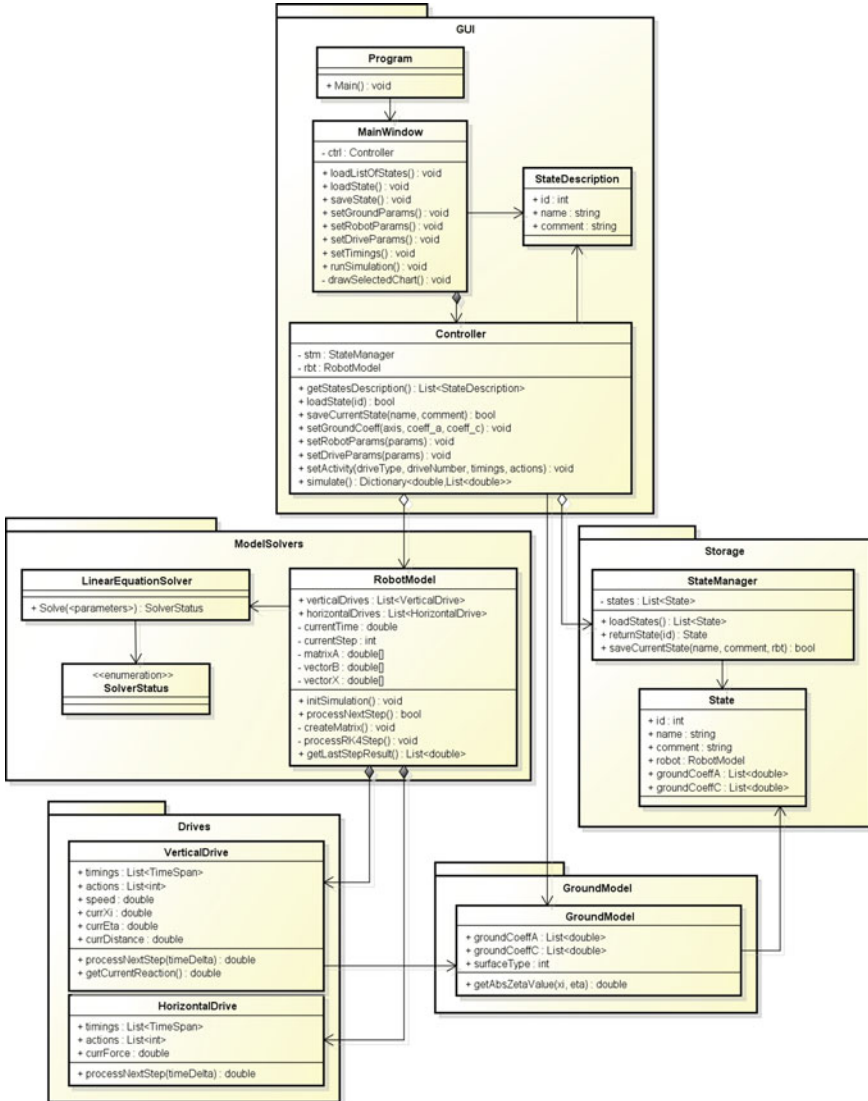 GUI
Program
+ Main() : void
MainWindow
- ctrl : Controller
+ loadListOfStates() : void
+ loadState() : void
+ saveState() : void
+ setGroundParams() : void
+ setRobotParams() : void
+ setDriveParams() : void
+ setTimings() : void
+ runSimulation() : void
- drawSelectedChart() : void
StateDescription
+ id : int
+ name : string
+ comment : string
Controller
- stm : StateManager
- rbt : RobotModel
+ getStatesDescription() : List<StateDescription>
+ loadState(id) : bool
+ saveCurrentState(name, comment) : bool
+ setGroundCoeff(axis, coeff_a, coeff_c) : void
+ setRobotParams(params) : void
+ setDriveParams(params) : void
+ setActivity(driveType, driveNumber, timings, actions) : void
+ simulate() : Dictionary<double,List<double>>
ModelSolvers
LinearEquationSolver
+ Solve(<parameters>) : SolverStatus
<<enumeration>>
SolverStatus
RobotModel
+ verticalDrives : List<VerticalDrive>
+ horizontalDrives : List<HorizontalDrive>
- currentTime : double
- currentStep : int
- matrixA : double[]
- vectorB : double[]
- vectorX : double[]
+ initSimulation() : void
+ processNextStep() : bool
- createMatrix() : void
- processRK4Step() : void
+ getLastStepResult() : List<double>
Storage
StateManager
- states : List<State>
+ loadStates() : List<State>
+ returnState(id) : State
+ saveCurrentState(name, comment, rbt) : bool
State
+ id : int
+ name : string
+ comment : string
+ robot : RobotModel
+ groundCoeffA : List<double>
+ groundCoeffC : List<double>
Drives
VerticalDrive
+ timings : List<TimeSpan>
+ actions : List<int>
+ speed : double
+ currXi : double
+ currEta : double
+ currDistance : double
+ processNextStep(timeDelta) : double
+ getCurrentReaction() : double
HorizontalDrive
+ timings : List<TimeSpan>
+ actions : List<int>
+ currForce : double
+ processNextStep(timeDelta) : double
GroundModel
GroundModel
+ groundCoeffA : List<double>
+ groundCoeffC : List<double>
+ surfaceType : int
+ getAbsZetaValue(xi, eta) : double